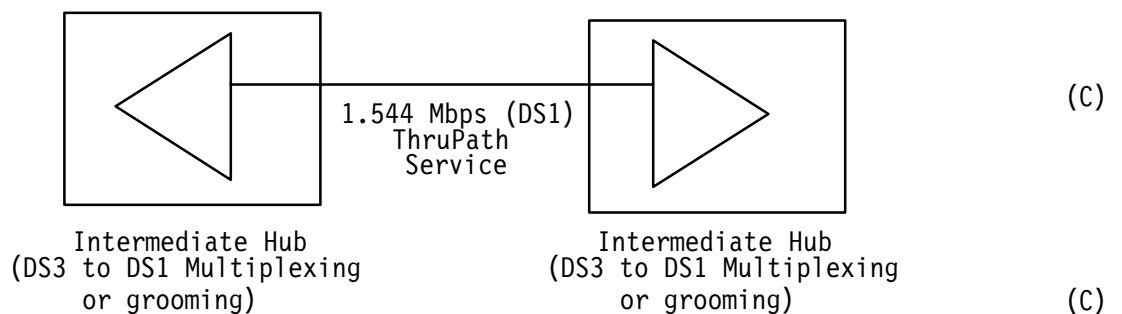 (C)
1.544 Mbps (DS1)
ThruPath
Service
Intermediate Hub
(DS3 to DS1 Multiplexing
or grooming)
Intermediate Hub
(DS3 to DS1 Multiplexing
or grooming)
(C)